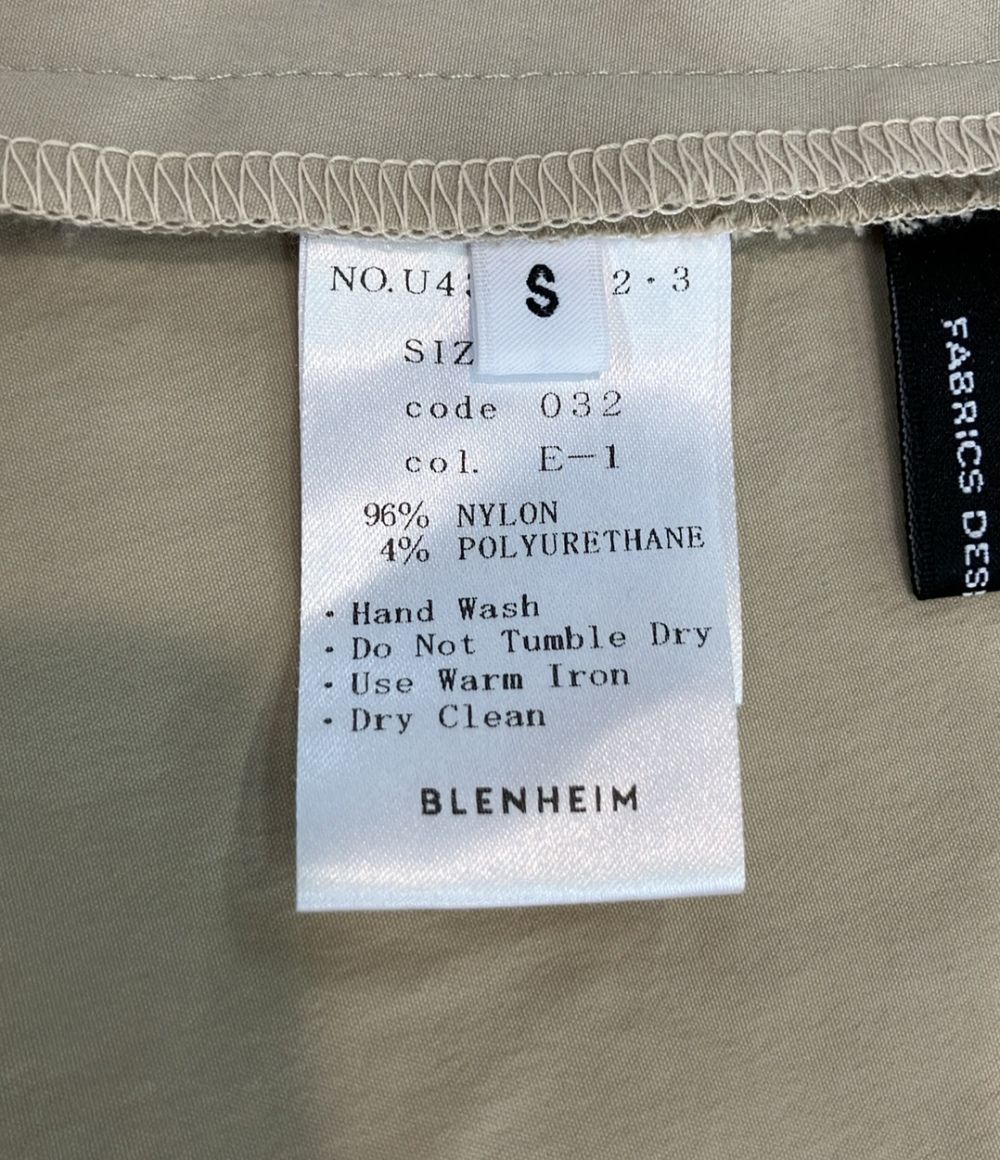 NO.U4
S
2・3
SIZ
code 032
col. E−1
96% NYLON
4% POLYURETHANE
・Hand Wash
・Do Not Tumble Dry
・Use Warm Iron
・Dry Clean
BLENHEIM
FABRiCS DES